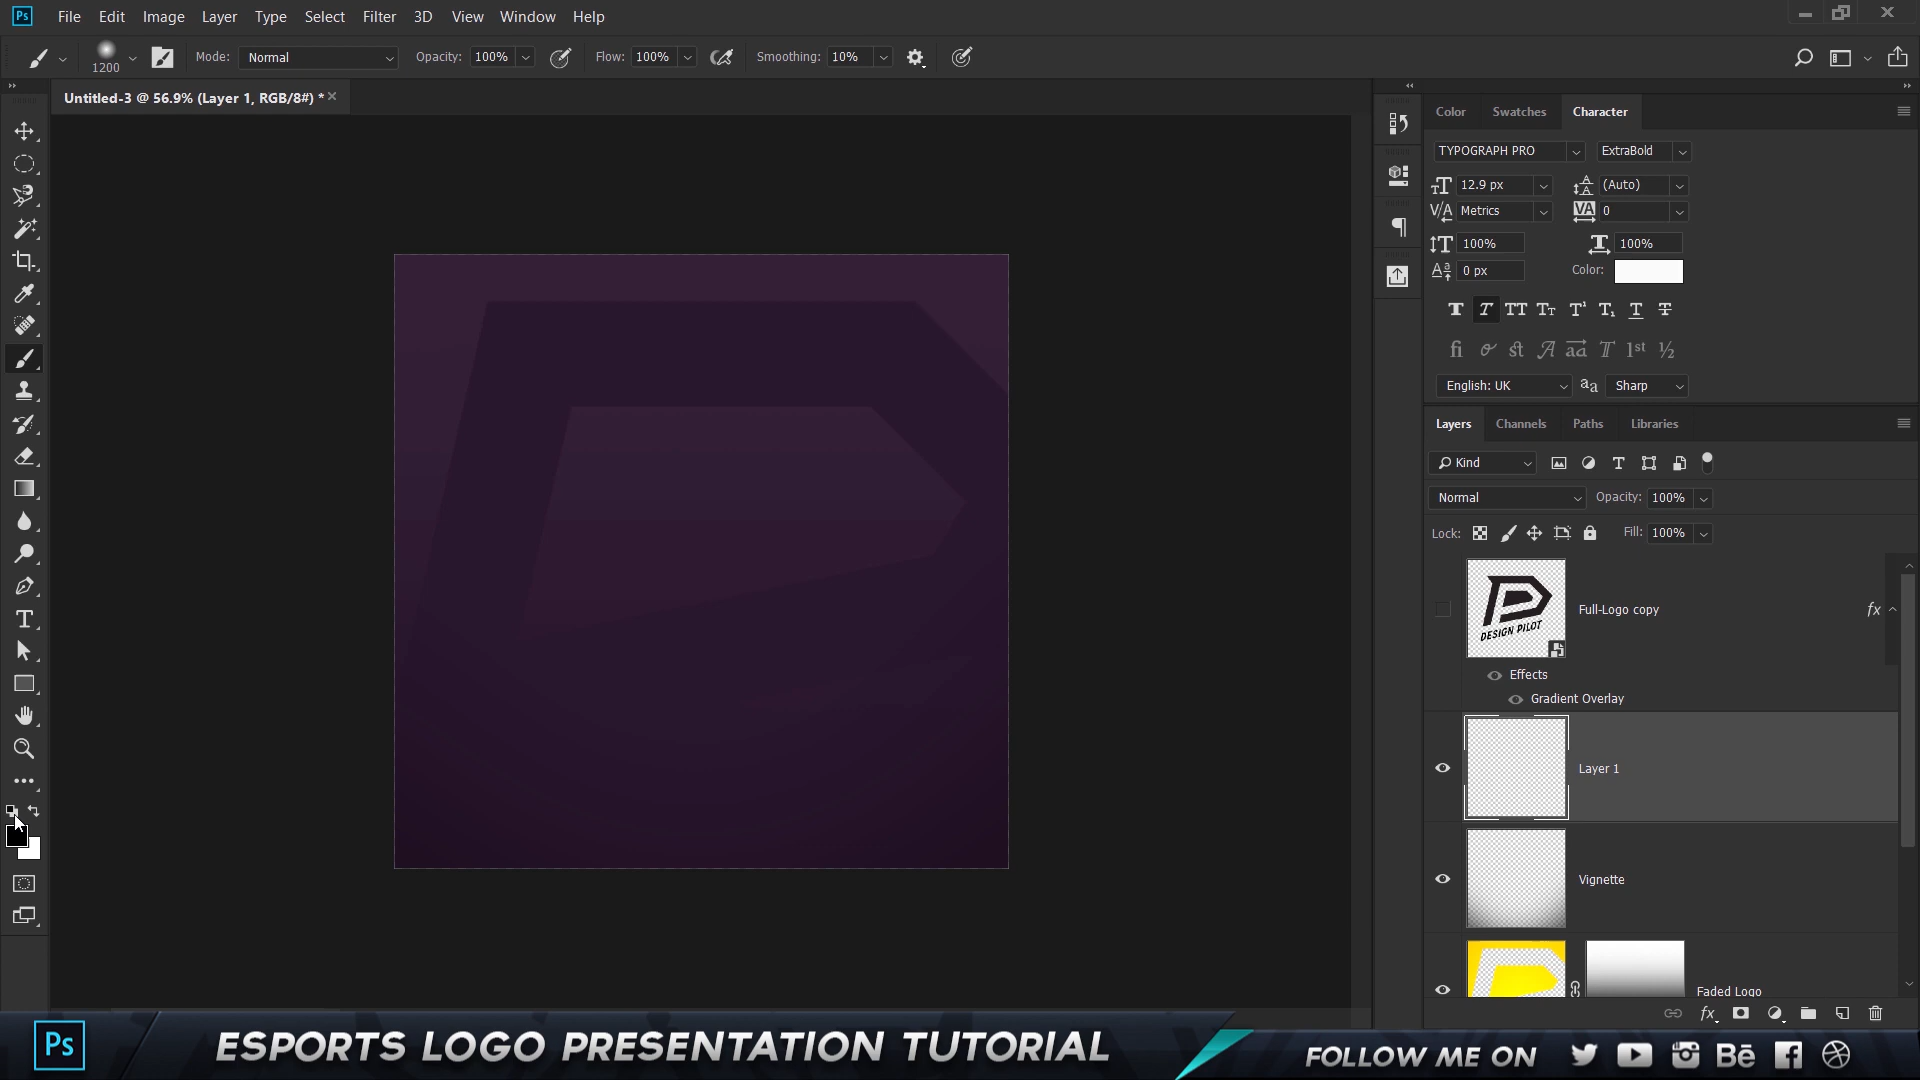 Ps File Edit Image Layer Type Select Filter 3D View Window Help
1200 Mode: Normal Opacity: 100% Flow: 100% Smoothing: 10%
Untitled-3 @ 56.9% (Layer 1, RGB/8#) *
Color Swatches Character
TYPOGRAPH PRO ExtraBold
12.9 px (Auto)
Metrics 0
100% 100%
0 px Color:
English: UK Sharp
Layers Channels Paths Libraries
Kind
Normal Opacity: 100%
Lock: Fill: 100%
DESIGN PILOT
Full-Logo copy fx
Effects
Gradient Overlay
Layer 1
Vignette
Faded Logo
fx
Ps ESPORTS LOGO PRESENTATION TUTORIAL
FOLLOW ME ON Bē